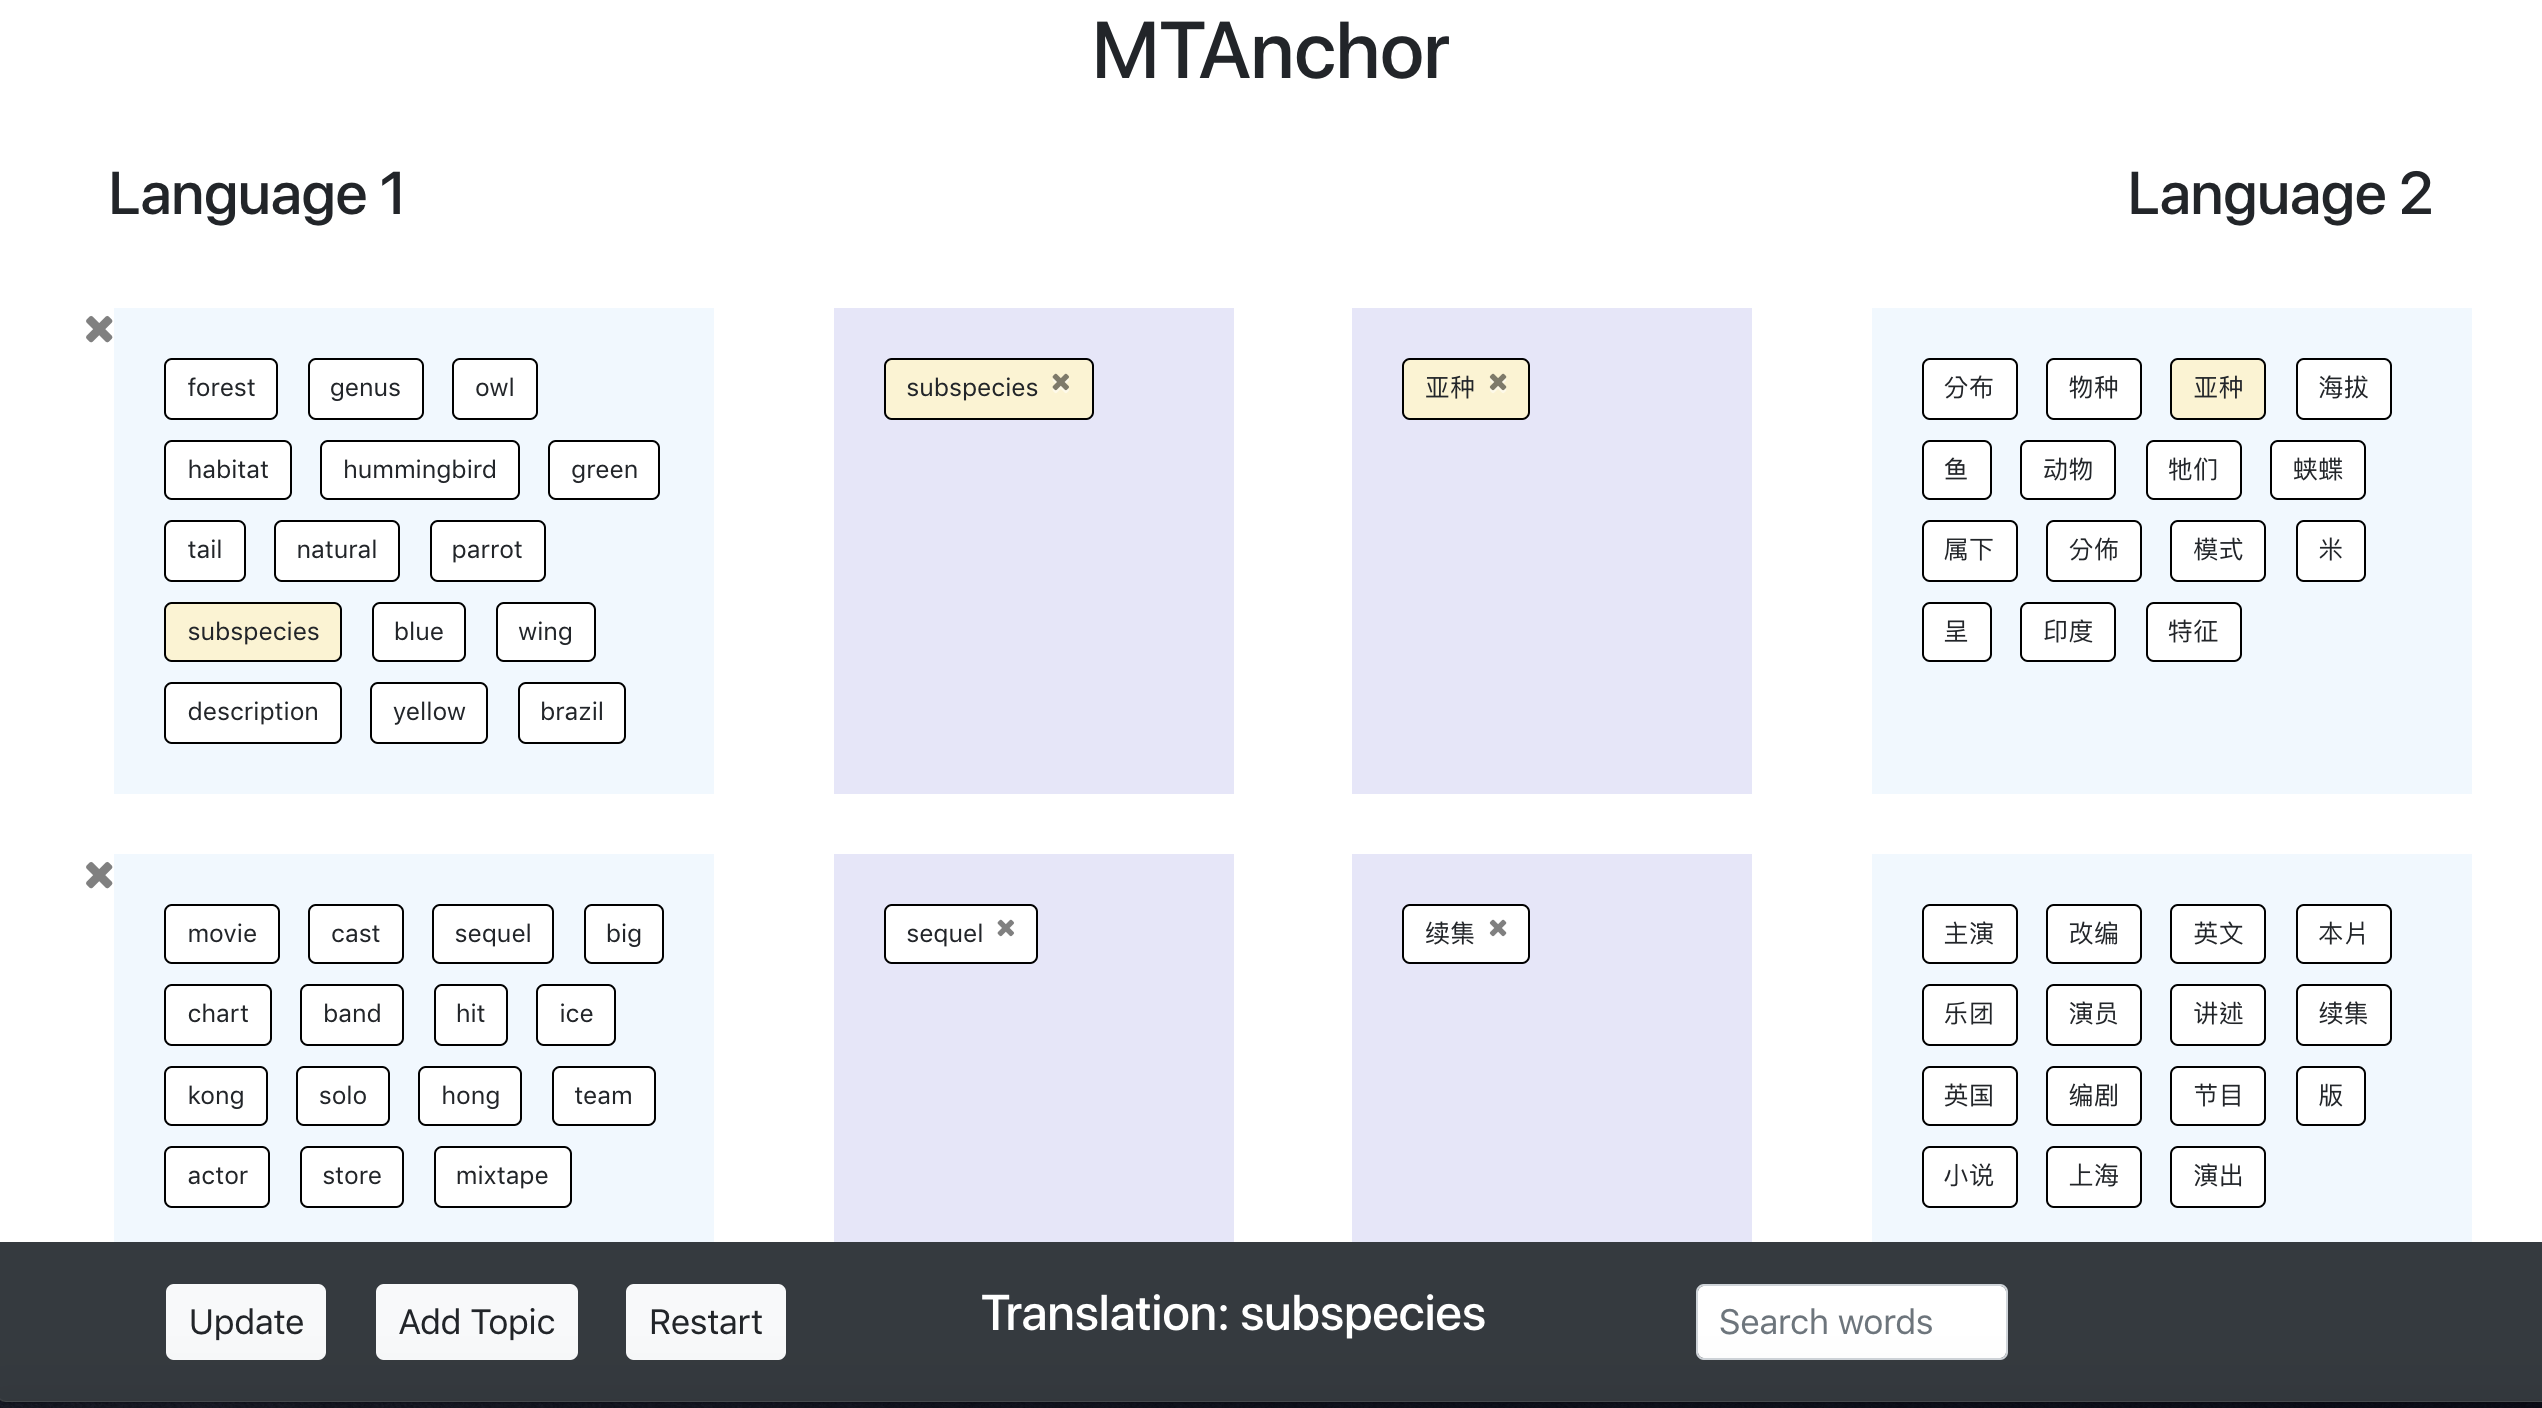 MTAnchor
Language 1
Language 2
forest genus owl
habitat hummingbird green
tail natural parrot
subspecies blue wing
description yellow brazil
subspecies
亚种
分布 物种 亚种 海拔
鱼 动物 牠们 蛱蝶
属下 分佈 模式 米
呈 印度 特征
movie cast sequel big
chart band hit ice
kong solo hong team
actor store mixtape
sequel
续集
主演 改编 英文 本片
乐团 演员 讲述 续集
英国 编剧 节目 版
小说 上海 演出
Update Add Topic Restart
Translation: subspecies
Search words